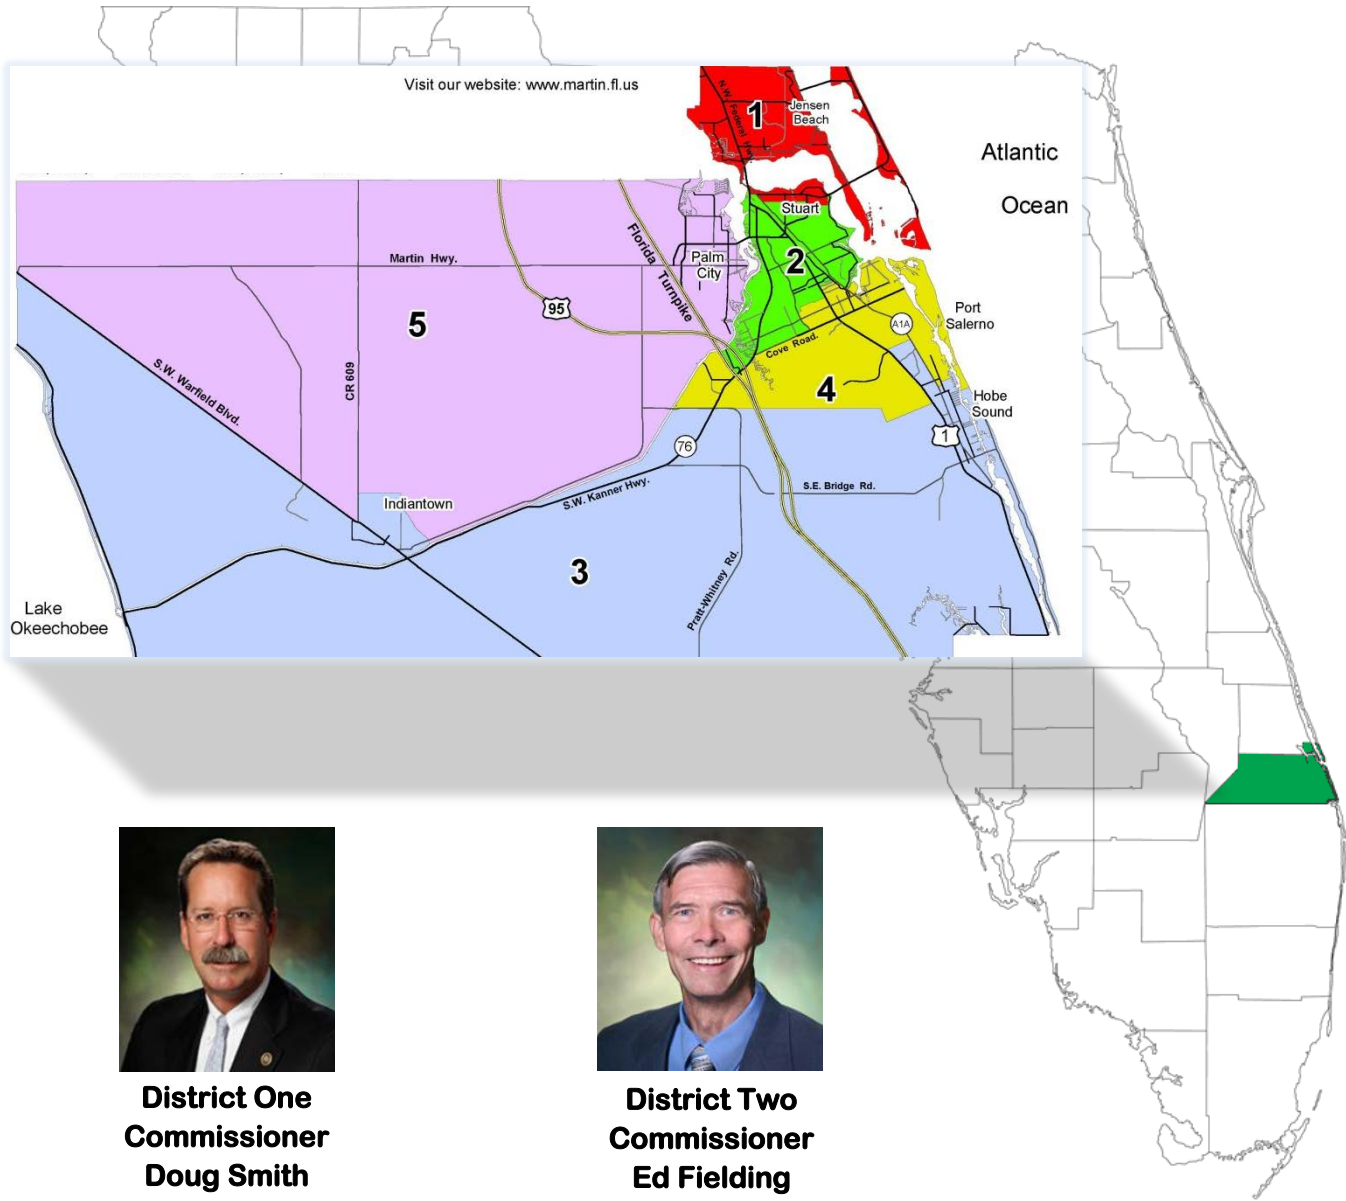 Visit our website: www.martin.fl.us
N.W. Federal Hwy.
1
Jensen
Beach
Atlantic
Ocean
Stuart
2
Florida Turnpike
Palm
City
Martin Hwy.
95
5
A1A
Port
Salerno
Cove Road.
S.W. Warfield Blvd.
CR 609
4
Hobe
Sound
1
76
S.E. Bridge Rd.
S.W. Kanner Hwy.
Indiantown
3
Pratt-Whitney Rd.
Lake
Okeechobee
District One
Commissioner
Doug Smith
District Two
Commissioner
Ed Fielding